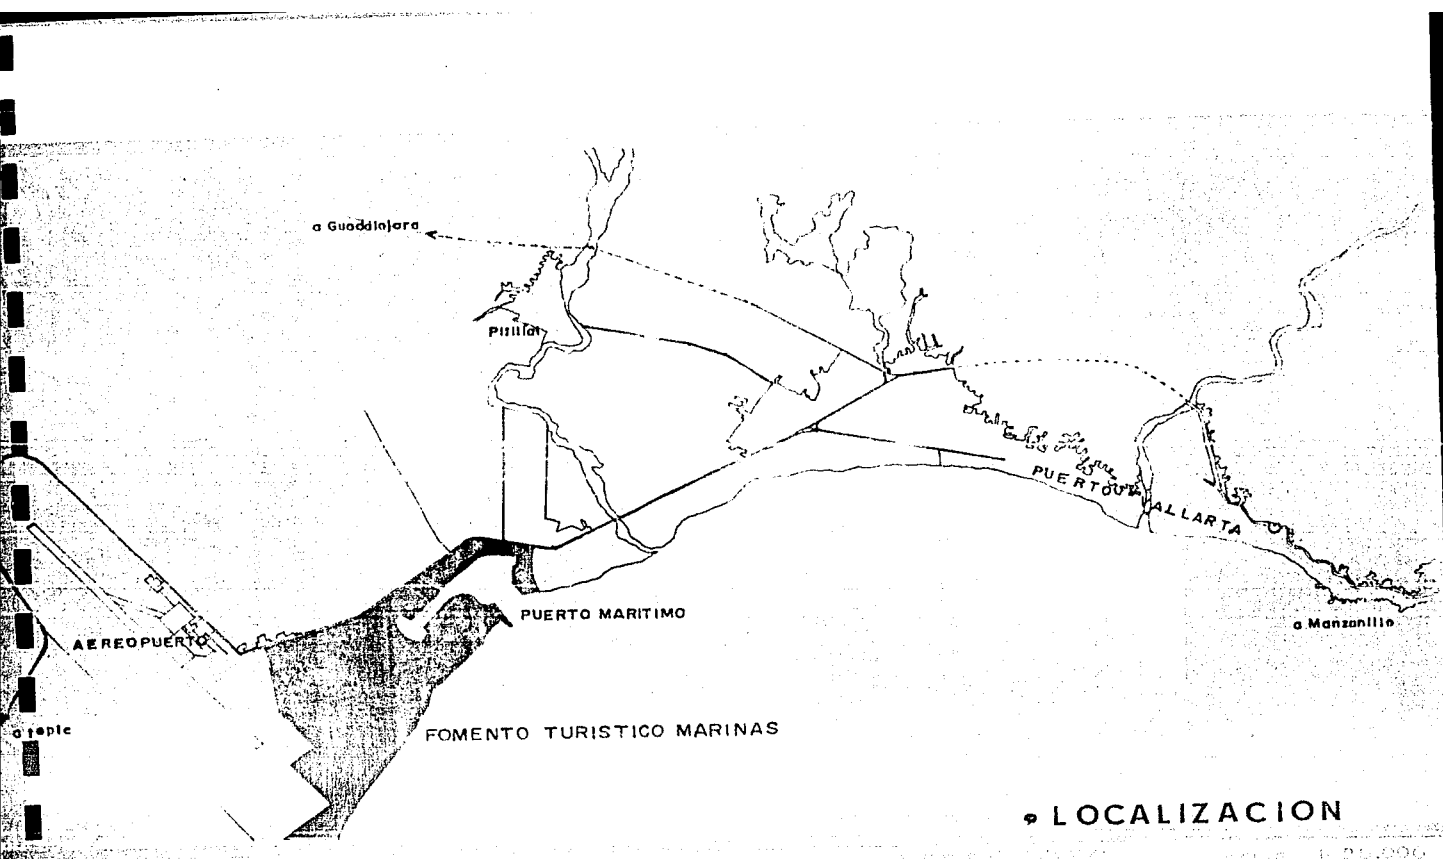 a Guadalajara
Pitillal
PUERTO VALLARTA
AEREOPUERTO
PUERTO MARITIMO
a Manzanillo
a tepic
FOMENTO TURISTICO MARINAS
LOCALIZACION